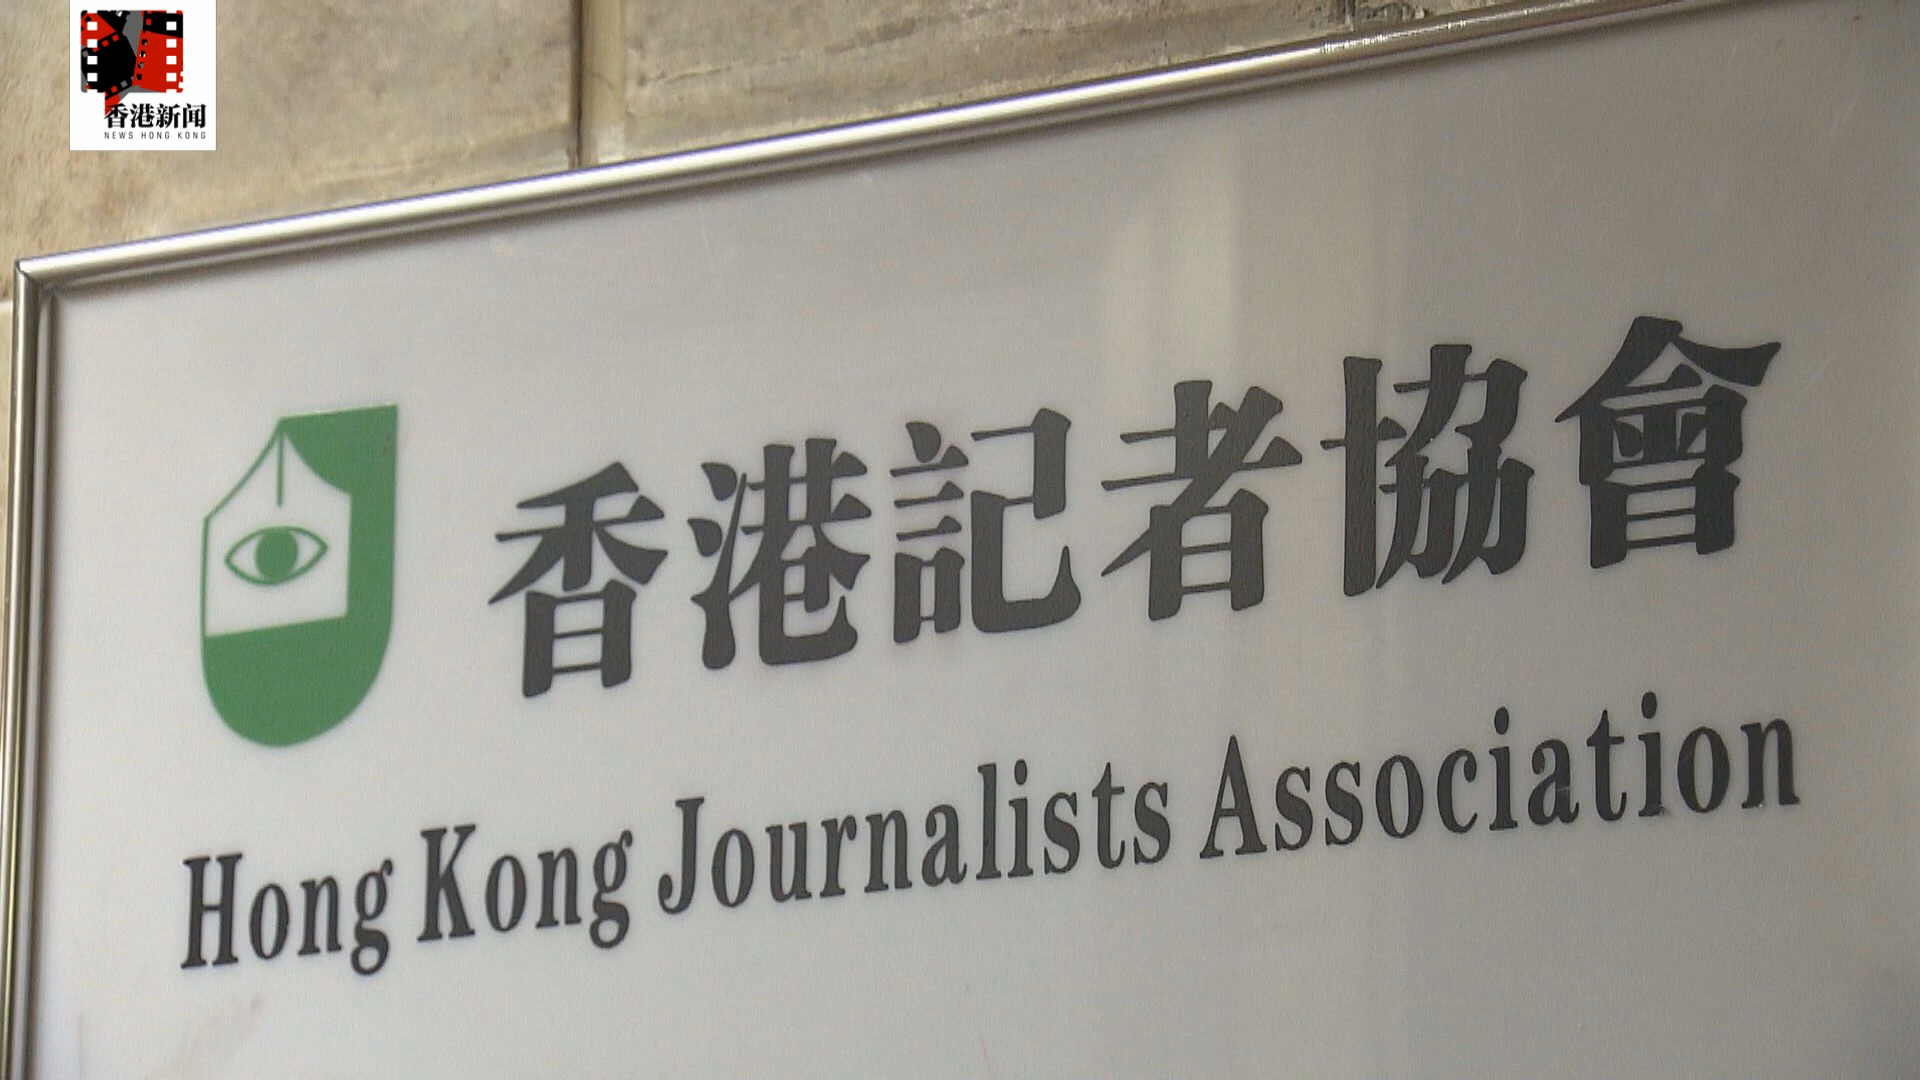 香港新闻
NEWS HONG KONG
香港記者協會
Hong Kong Journalists Association